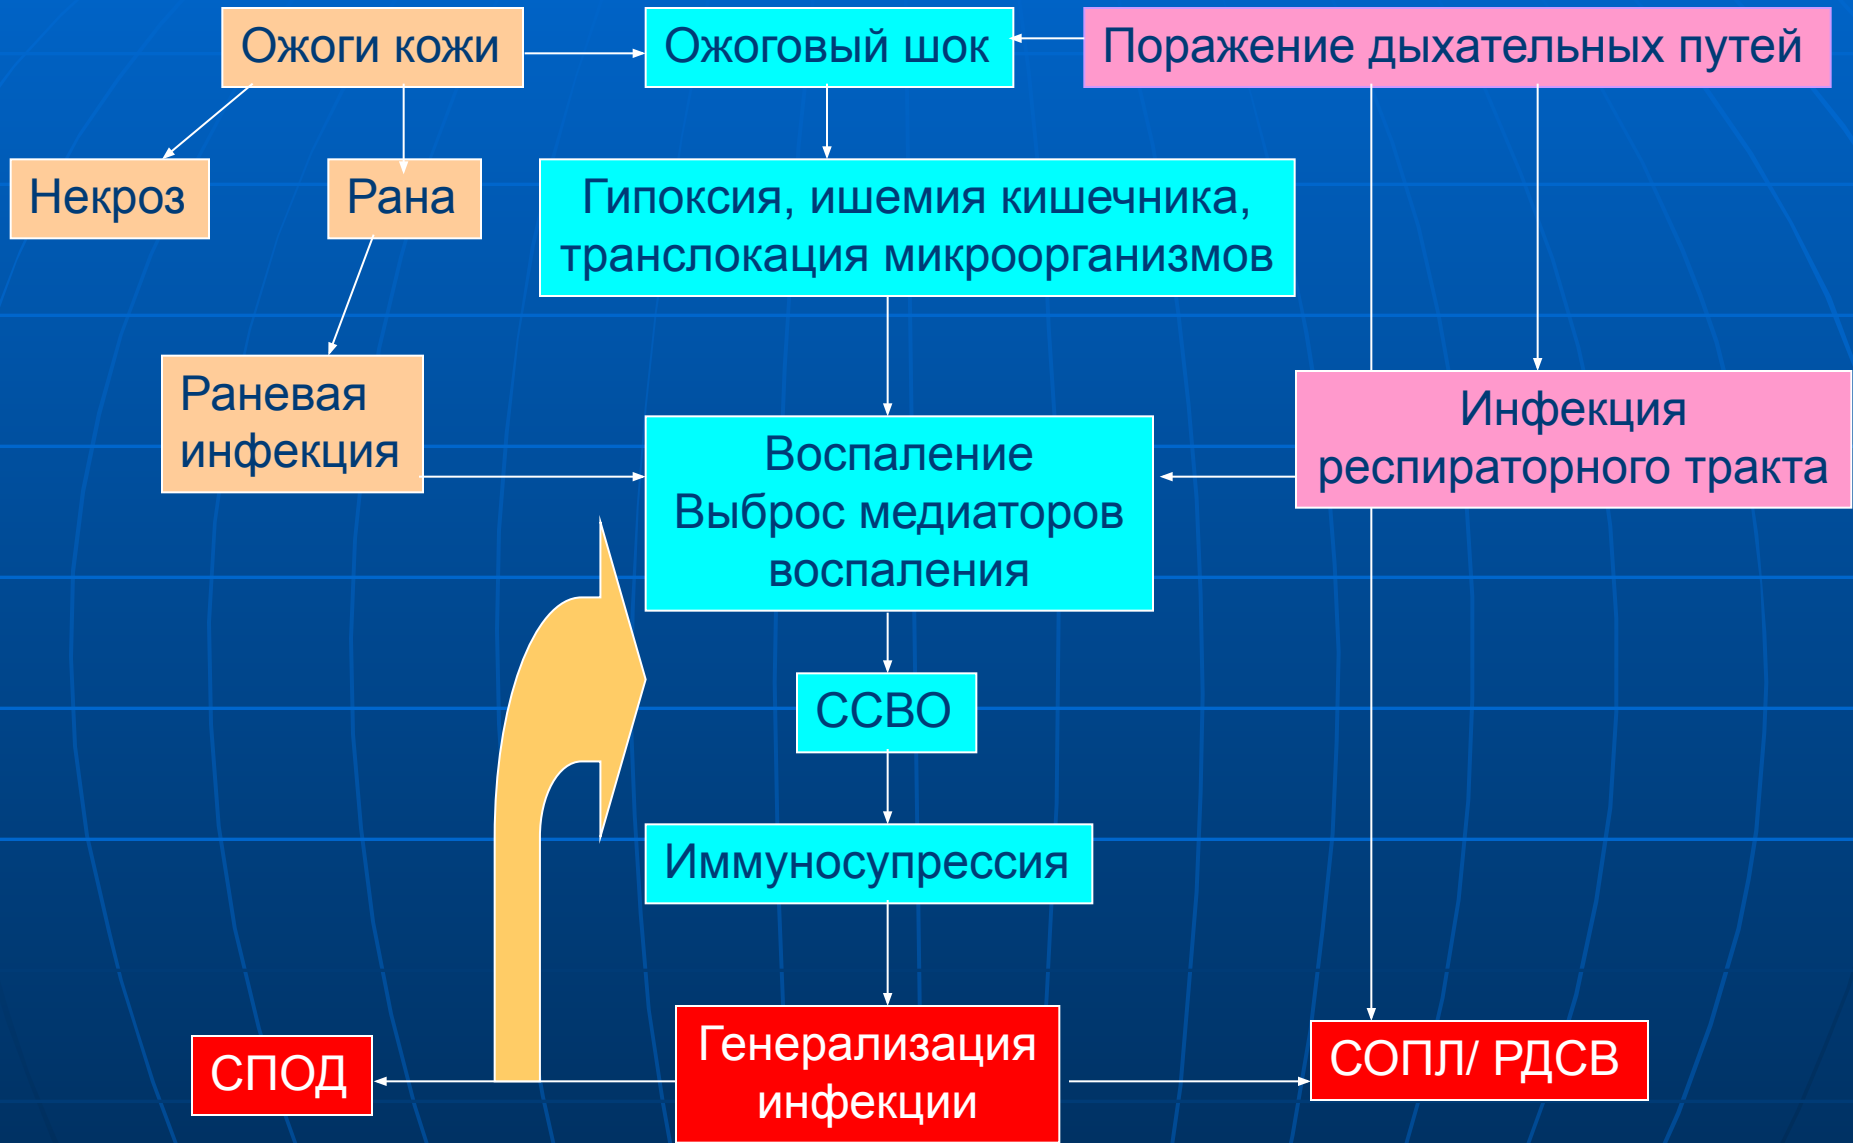 Ожоги кожи
Ожоговый шок
Поражение дыхательных путей
Некроз
Рана
Гипоксия, ишемия кишечника,
транслокация микроорганизмов
Раневая
инфекция
Воспаление
Выброс медиаторов
воспаления
Инфекция
респираторного тракта
ССВО
Иммуносупрессия
СПОД
Генерализация
инфекции
СОПЛ/ РДСВ